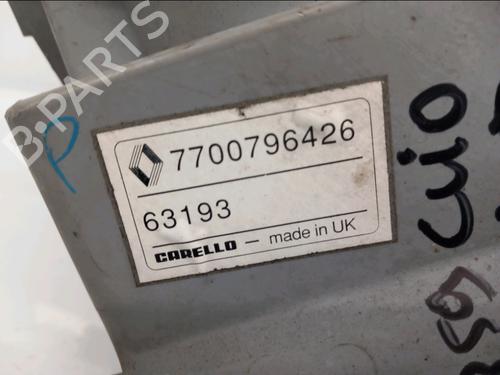 B-PARTS
7700796426
63193
CARELLO - made in UK
CLIO